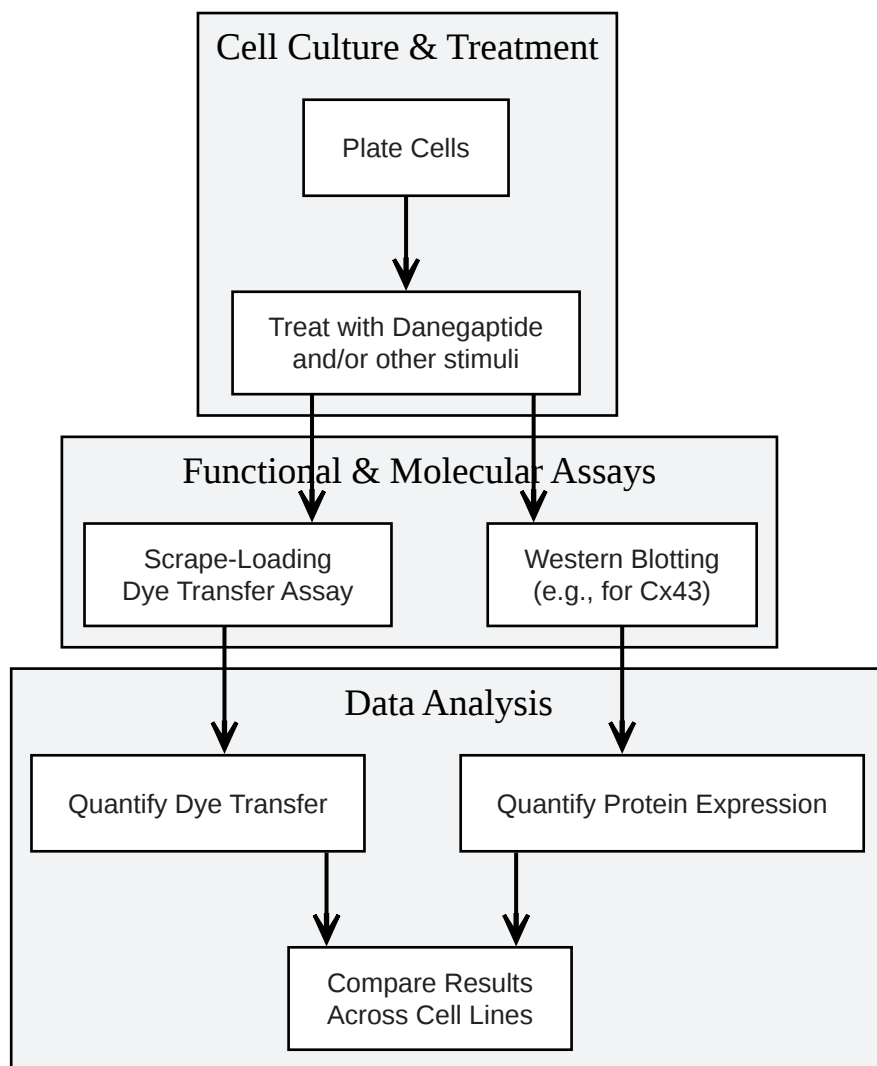 Cell Culture & Treatment
Plate Cells
Treat with Danegaptide
and/or other stimuli
Functional & Molecular Assays
Scrape-Loading
Dye Transfer Assay
Western Blotting
(e.g., for Cx43)
Data Analysis
Quantify Dye Transfer
Quantify Protein Expression
Compare Results
Across Cell Lines